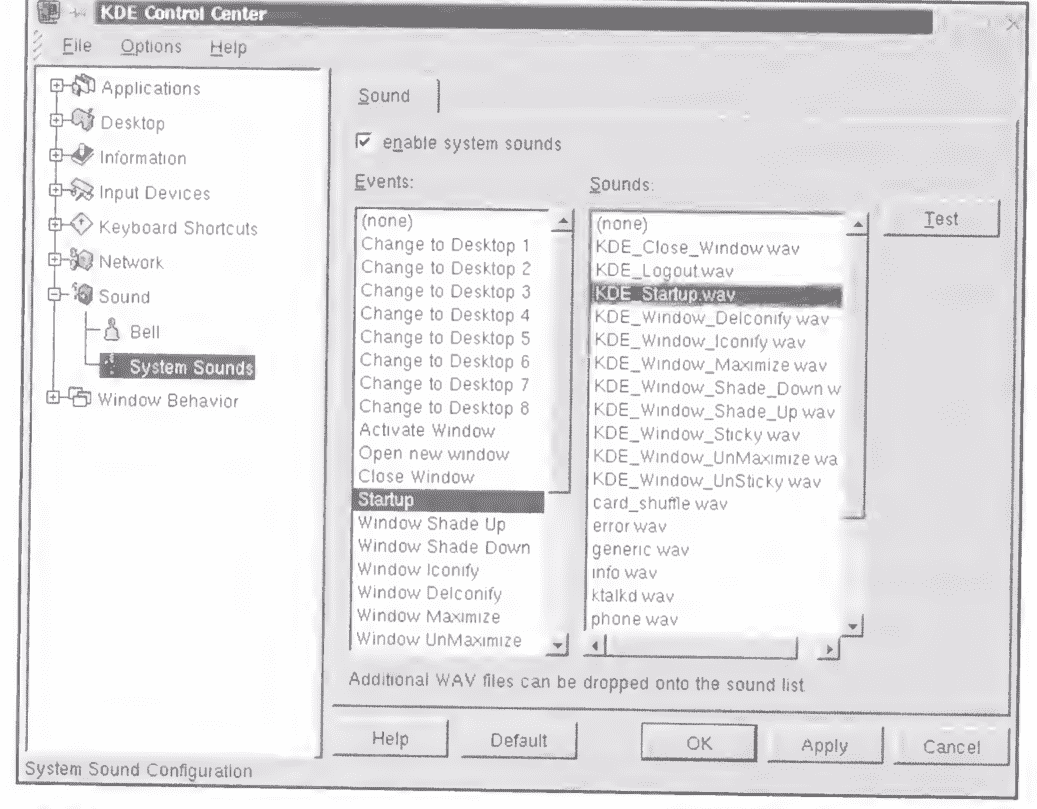 KDE Control Center
File Options Help
Applications
Desktop
Information
Input Devices
Keyboard Shortcuts
Network
Sound
Bell
System Sounds
Window Behavior
Sound
enable system sounds
Events:
(none)
Change to Desktop 1
Change to Desktop 2
Change to Desktop 3
Change to Desktop 4
Change to Desktop 5
Change to Desktop 6
Change to Desktop 7
Change to Desktop 8
Activate Window
Open new window
Close Window
Startup
Window Shade Up
Window Shade Down
Window Iconify
Window DeIconify
Window Maximize
Window UnMaximize
Sounds:
(none)
KDE_Close_Window.wav
KDE_Logout.wav
KDE_Startup.wav
KDE_Window_DeIconify.wav
KDE_Window_Iconify.wav
KDE_Window_Maximize.wav
KDE_Window_Shade_Down.w
KDE_Window_Shade_Up.wav
KDE_Window_Sticky.wav
KDE_Window_UnMaximize.wa
KDE_Window_UnSticky.wav
card_shuffle.wav
error.wav
generic.wav
info.wav
ktalkd.wav
phone.wav
Test
Additional WAV files can be dropped onto the sound list
Help Default OK Apply Cancel
System Sound Configuration